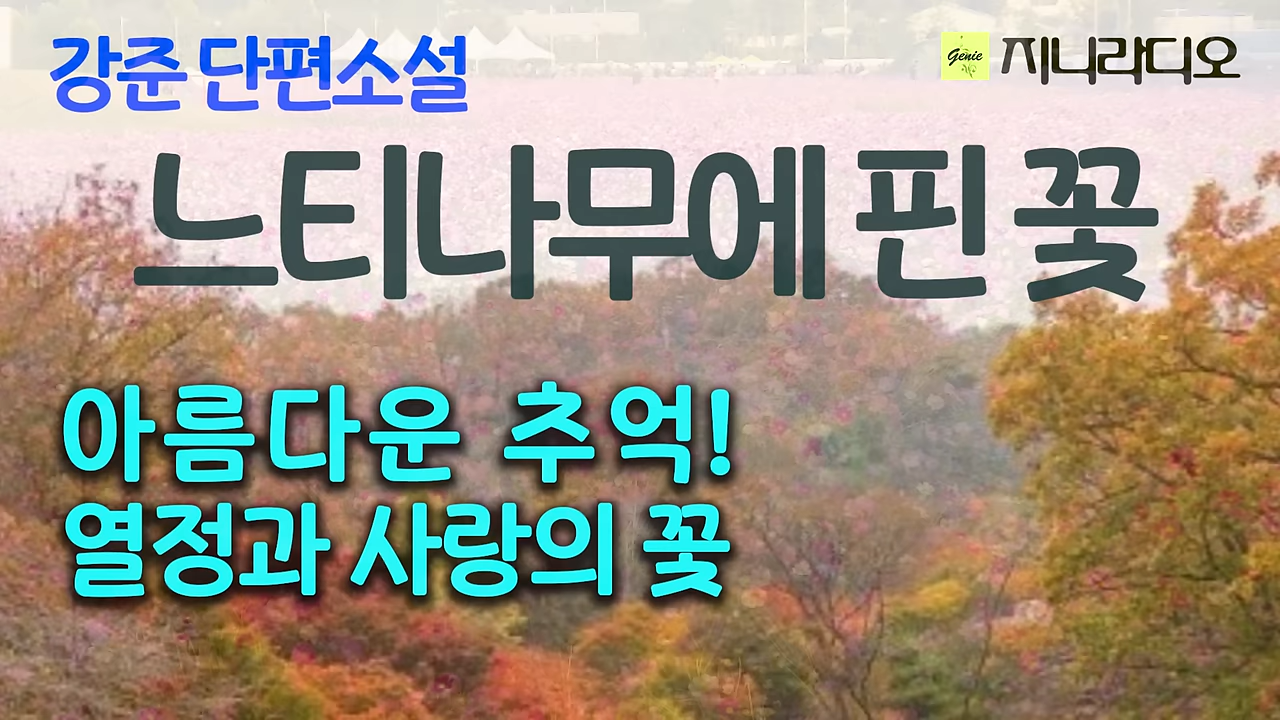 강준 단편소설
Genie 지니라디오
느티나무에 핀 꽃
아름다운 추억!
열정과 사랑의 꽃